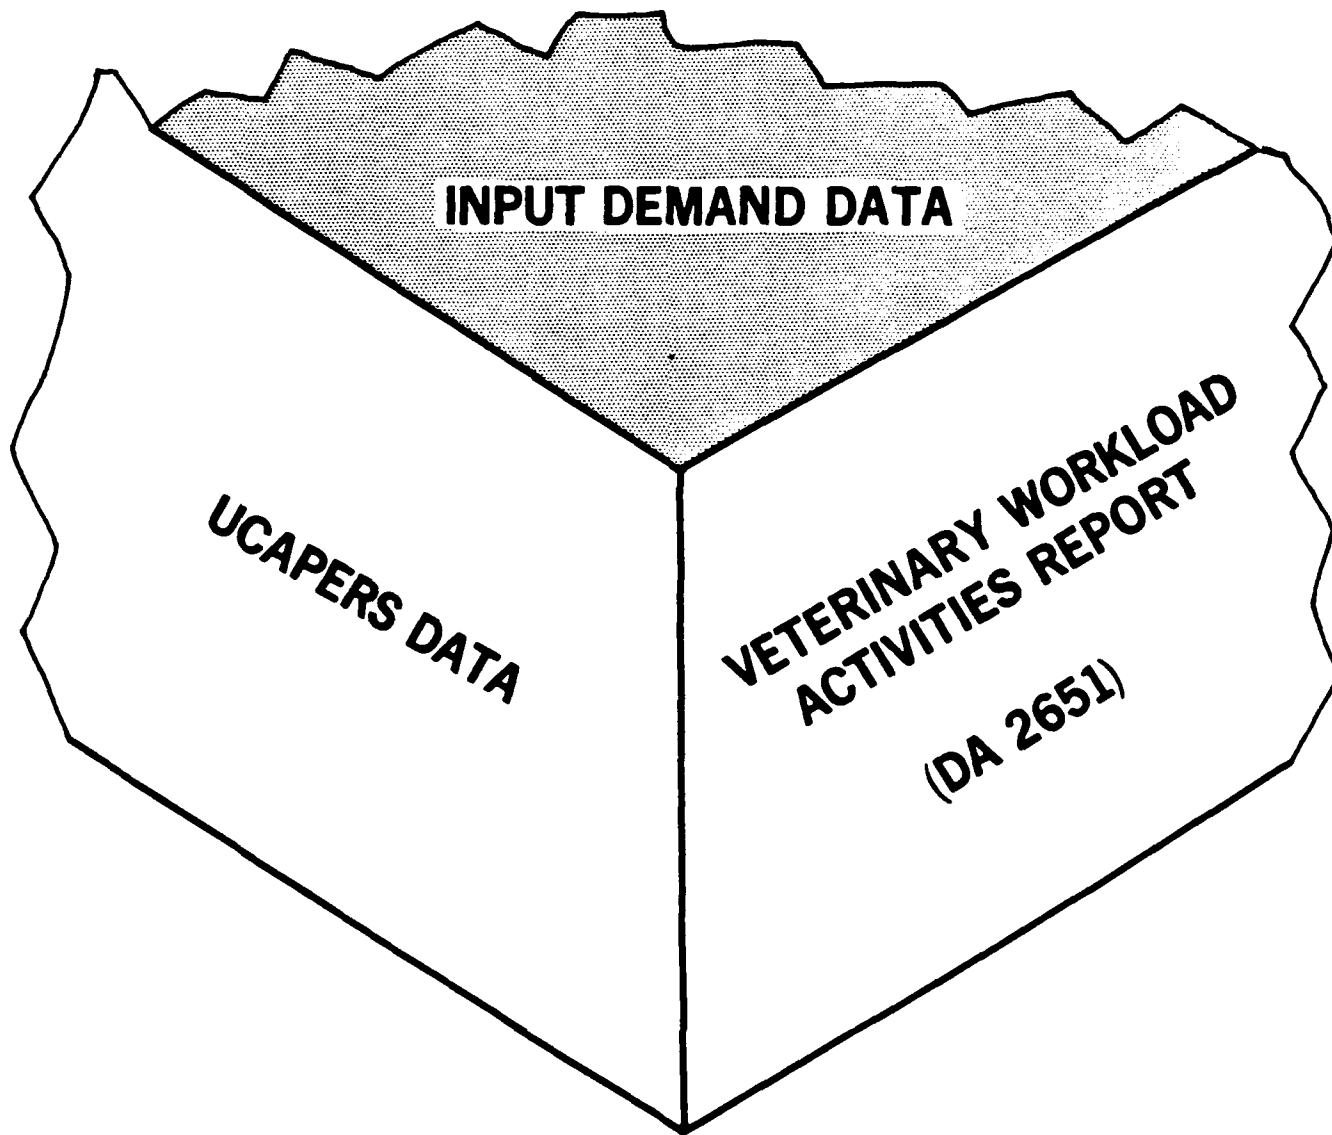 INPUT DEMAND DATA
UCAPERS DATA
VETERINARY WORKLOAD
ACTIVITIES REPORT
(DA 2651)